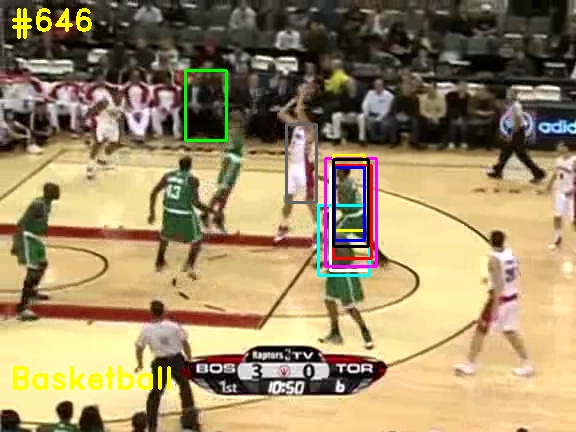 #646
adidas
13
Basketball
Raptors TV
BOS 3 0 TOR
1st 10:50 6